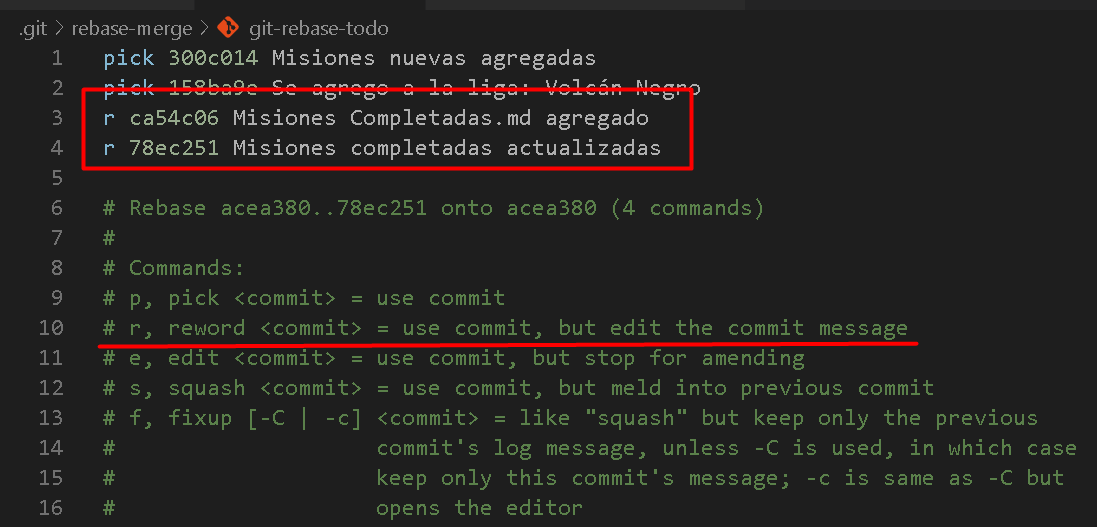 .git > rebase-merge > git-rebase-todo
1 pick 300c014 Misiones nuevas agregadas
2 pick 158ba9e Se agrego a la liga: Volcán Negro
3 r ca54c06 Misiones Completadas.md agregado
4 r 78ec251 Misiones completadas actualizadas
5
6 # Rebase acea380..78ec251 onto acea380 (4 commands)
7 #
8 # Commands:
9 # p, pick <commit> = use commit
10 # r, reword <commit> = use commit, but edit the commit message
11 # e, edit <commit> = use commit, but stop for amending
12 # s, squash <commit> = use commit, but meld into previous commit
13 # f, fixup [-C | -c] <commit> = like "squash" but keep only the previous
14 # commit's log message, unless -C is used, in which case
15 # keep only this commit's message; -c is same as -C but
16 # opens the editor